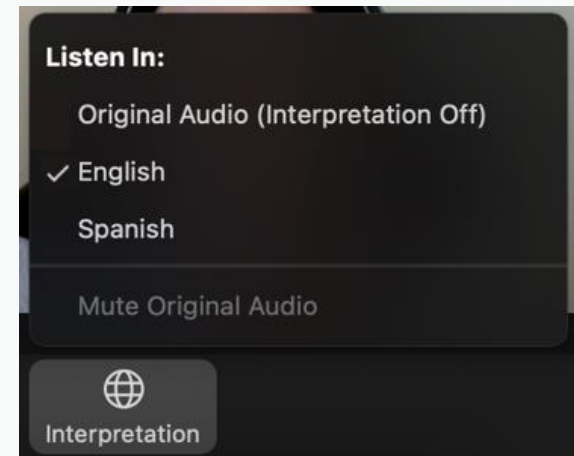 Listen In:
Original Audio (Interpretation Off)
English
Spanish
Mute Original Audio
Interpretation